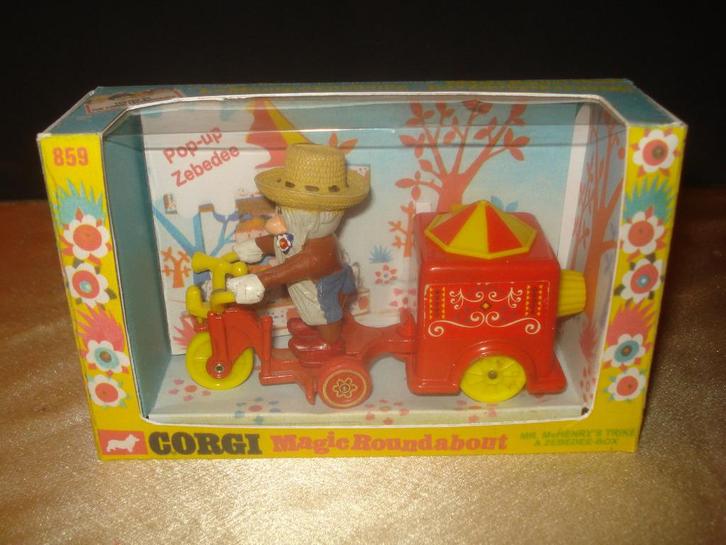 859
Pop-up
Zebedee
CORGI Magic Roundabout
MR. McHENRY'S TRIKE
& ZEBEDEE-BOX